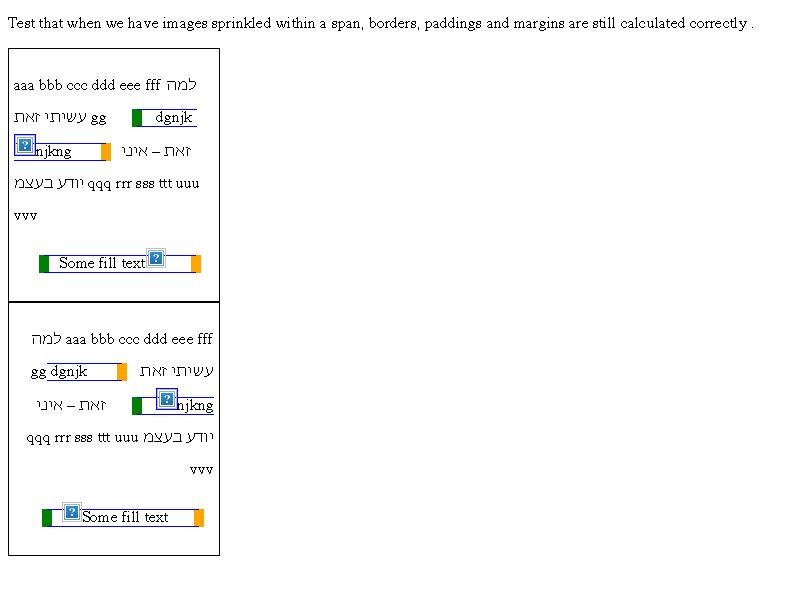 Test that when we have images sprinkled within a span, borders, paddings and margins are still calculated correctly .
aaa bbb ccc ddd eee fff למה
עשיתי זאת gg dgnjk
njkng זאת – אינני
יודע בעצמ qqq rrr sss ttt uuu
vvv
Some fill text
aaa bbb ccc ddd eee fff למה
עשיתי זאת gg dgnjk
njkng זאת – איני
יודע בעצמ qqq rrr sss ttt uuu
vvv
Some fill text